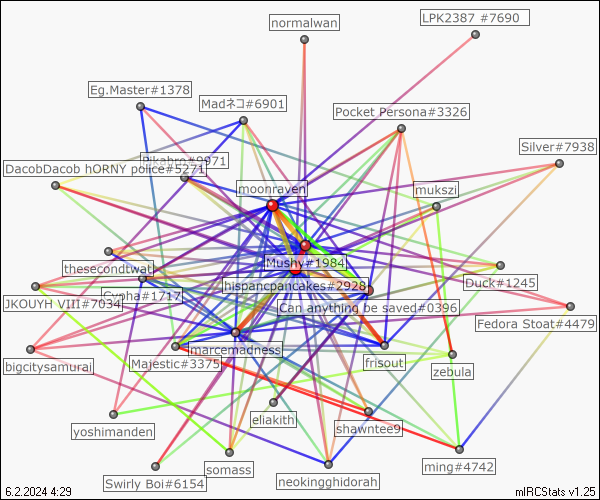 normalwan
LPK2387 #7690
Eg.Master#1378
Madネコ#6901
Pocket Persona#3326
Silver#7938
Pikabro#9971
DacobDacob hORNY police#5271
moonraven
mukszi
Mushy#1984
thesecondtwat
hispancpancakes#2928
Duck#1245
Gypha#1717
JKOUYH VIII#7034
Can anything be saved#0396
Fedora Stoat#4479
marcemadness
Majestic#3375
frisout
bigcitysamurai
zebula
eliakith
shawntee9
yoshimanden
somass
ming#4742
Swirly Boi#6154
neokingghidorah
6.2.2024 4:29
mIRCStats v1.25